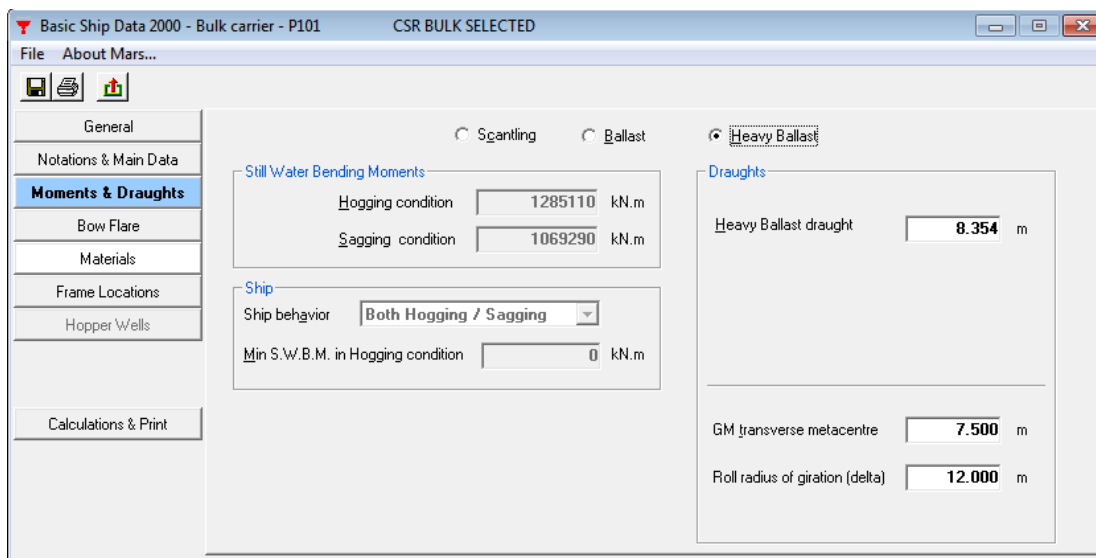 Basic Ship Data 2000 - Bulk carrier - P101 CSR BULK SELECTED
File About Mars...
General
Notations & Main Data
Moments & Draughts
Bow Flare
Materials
Frame Locations
Hopper Wells
Calculations & Print
Scantling Ballast Heavy Ballast
Still Water Bending Moments
Hogging condition 1285110 kN.m
Sagging condition 1069290 kN.m
Ship
Ship behavior Both Hogging / Sagging
Min S.W.B.M. in Hogging condition 0 kN.m
Draughts
Heavy Ballast draught 8.354 m
GM transverse metacentre 7.500 m
Roll radius of giration (delta) 12.000 m